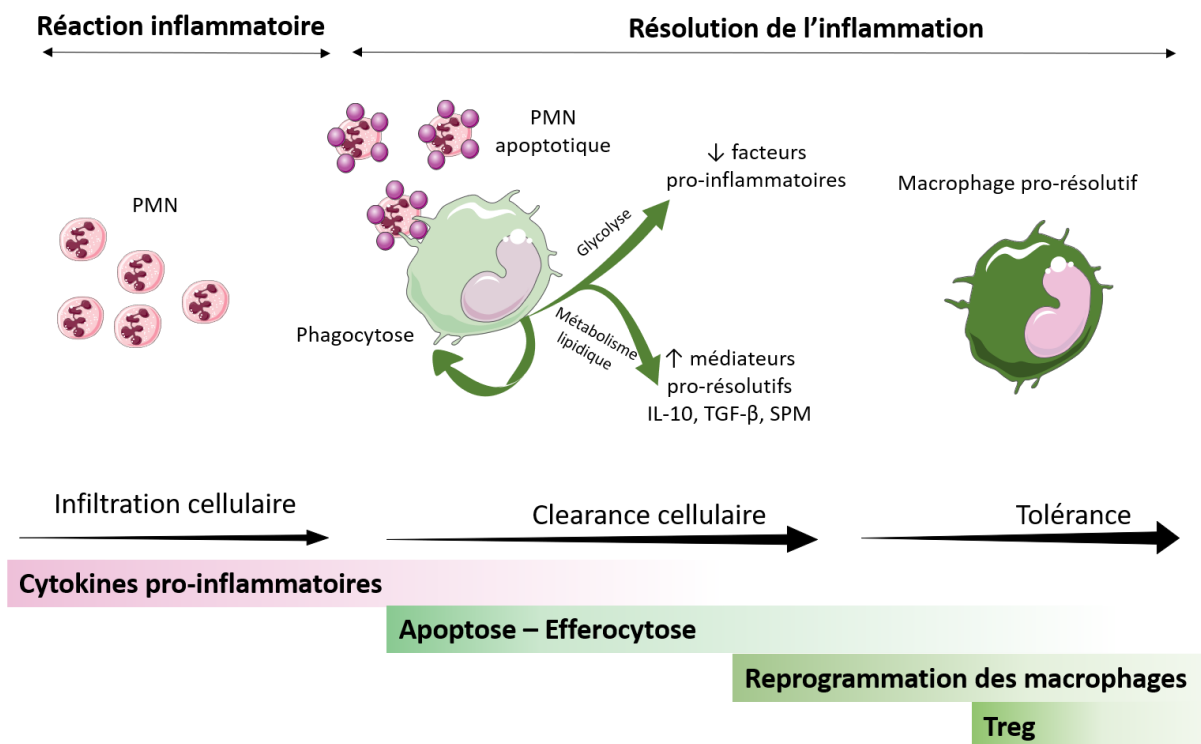 Réaction inflammatoire
Résolution de l’inflammation
PMN
PMN
apoptotique
Phagocytose
Glycolyse
↓ facteurs
pro-inflammatoires
Métabolisme
lipidique
↑ médiateurs
pro-résolutifs
IL-10, TGF-β, SPM
Macrophage pro-résolutif
Infiltration cellulaire
Clearance cellulaire
Tolérance
Cytokines pro-inflammatoires
Apoptose – Efferocytose
Reprogrammation des macrophages
Treg